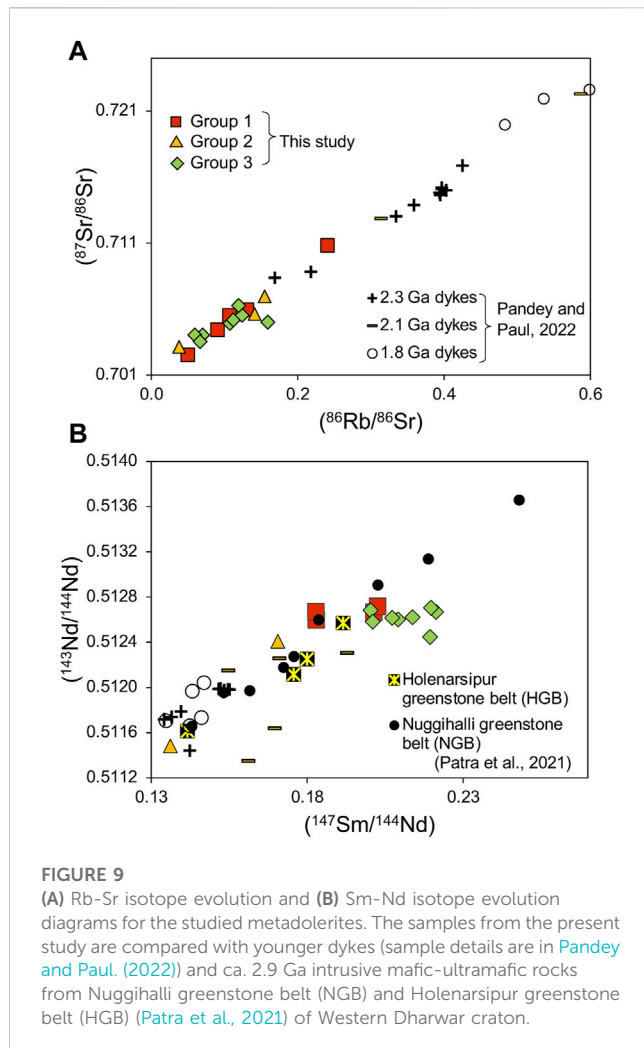 A
0.721
0.711
0.701
(⁸⁷Sr/⁸⁶Sr)
Group 1
Group 2
Group 3
This study
2.3 Ga dykes
2.1 Ga dykes
1.8 Ga dykes
Pandey and
Paul, 2022
0.0 0.2 0.4 0.6
(⁸⁶Rb/⁸⁶Sr)
B
0.5140
0.5136
0.5132
0.5128
0.5124
0.5120
0.5116
0.5112
(¹⁴³Nd/¹⁴⁴Nd)
Holenarsipur
greenstone belt (HGB)
Nuggihalli greenstone
belt (NGB)
(Patra et al., 2021)
0.13 0.18 0.23
(¹⁴⁷Sm/¹⁴⁴Nd)
FIGURE 9
(A) Rb-Sr isotope evolution and (B) Sm-Nd isotope evolution
diagrams for the studied metadolerites. The samples from the present
study are compared with younger dykes (sample details are in Pandey
and Paul. (2022)) and ca. 2.9 Ga intrusive mafic-ultramafic rocks
from Nuggihalli greenstone belt (NGB) and Holenarsipur greenstone
belt (HGB) (Patra et al., 2021) of Western Dharwar craton.